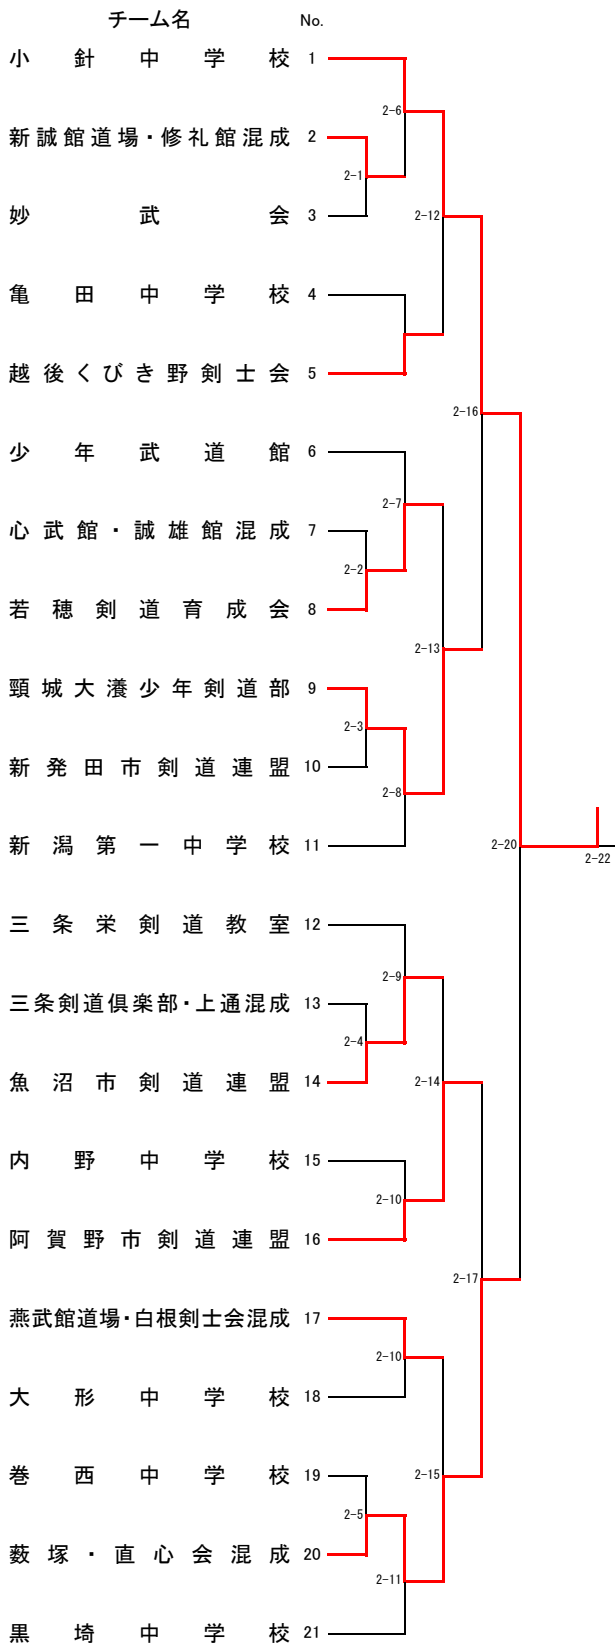 チーム名 No.
小針中学校 1
2-6
新誠館道場・修礼館混成 2
2-1
妙武会 3
2-12
亀田中学校 4
越後くびき野剣士会 5
2-16
少年武道館 6
2-7
心武館・誠雄館混成 7
2-2
若穂剣道育成会 8
2-13
頸城大瀁少年剣道部 9
2-3
新発田市剣道連盟 10
2-8
新潟第一中学校 11
2-20
2-22
三条栄剣道教室 12
2-9
三条剣道倶楽部・上通混成 13
2-4
魚沼市剣道連盟 14
2-14
内野中学校 15
2-10
阿賀野市剣道連盟 16
2-17
燕武館道場・白根剣士会混成 17
2-10
大形中学校 18
巻西中学校 19
2-15
2-5
薮塚・直心会混成 20
2-11
黒埼中学校 21